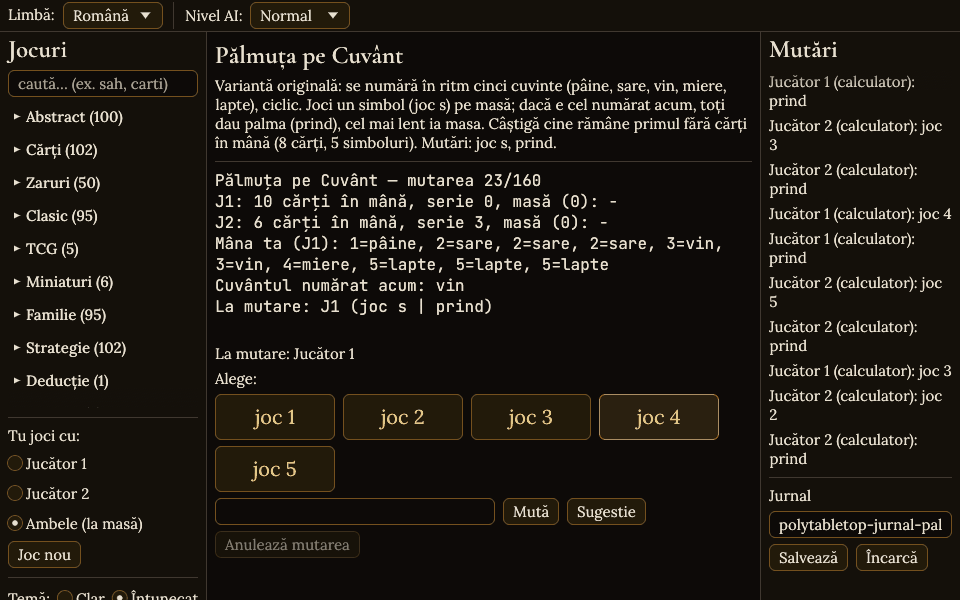 Limbă: Română Nivel AI: Normal
Jocuri
caută... (ex. sah, carti)
Abstract (100)
Cărți (102)
Zaruri (50)
Clasic (95)
TCG (5)
Miniaturi (6)
Familie (95)
Strategie (102)
Deducție (1)
Tu joci cu:
Jucător 1
Jucător 2
Ambele (la masă)
Joc nou
Temă: Clar Întunecat
Pălmuța pe Cuvânt
Variantă originală: se numără în ritm cinci cuvinte (pâine, sare, vin, miere,
lapte), ciclic. Joci un simbol (joc s) pe masă; dacă e cel numărat acum, toți
dau palma (prind), cel mai lent ia masa. Câștigă cine rămâne primul fără cărți
în mână (8 cărți, 5 simboluri). Mutări: joc s, prind.
Pălmuța pe Cuvânt — mutarea 23/160
J1: 10 cărți în mână, serie 0, masă (0): -
J2: 6 cărți în mână, serie 3, masă (0): -
Mâna ta (J1): 1=pâine, 2=sare, 2=sare, 2=sare, 3=vin,
3=vin, 4=miere, 5=lapte, 5=lapte, 5=lapte
Cuvântul numărat acum: vin
La mutare: J1 (joc s | prind)
La mutare: Jucător 1
Alege:
joc 1 joc 2 joc 3 joc 4
joc 5
Mută Sugestie
Anulează mutarea
Mutări
Jucător 1 (calculator):
prind
Jucător 2 (calculator): joc
3
Jucător 2 (calculator):
prind
Jucător 1 (calculator): joc 4
Jucător 1 (calculator):
prind
Jucător 2 (calculator): joc
5
Jucător 2 (calculator):
prind
Jucător 1 (calculator): joc 3
Jucător 2 (calculator): joc
2
Jucător 2 (calculator):
prind
Jurnal
polytabletop-jurnal-pal
Salvează Încarcă